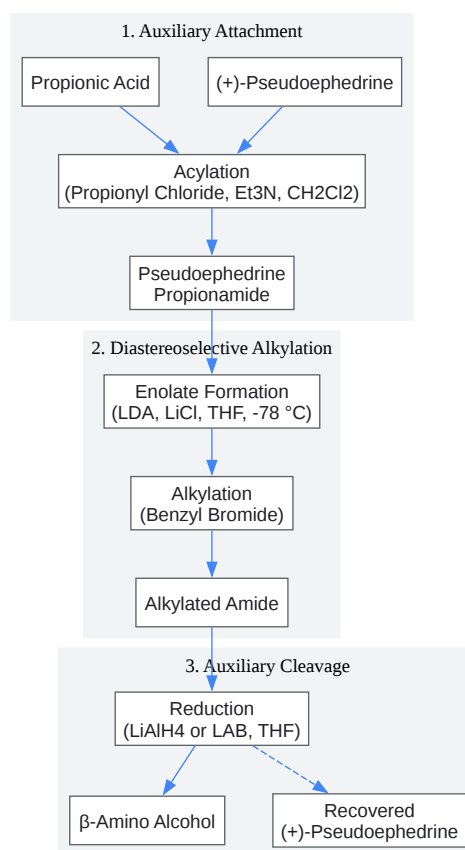 1. Auxiliary Attachment
Propionic Acid
(+)-Pseudoephedrine
Acylation
(Propionyl Chloride, Et3N, CH2Cl2)
Pseudoephedrine
Propionamide
2. Diastereoselective Alkylation
Enolate Formation
(LDA, LiCl, THF, -78 °C)
Alkylation
(Benzyl Bromide)
Alkylated Amide
3. Auxiliary Cleavage
Reduction
(LiAlH4 or LAB, THF)
β-Amino Alcohol
Recovered
(+)-Pseudoephedrine